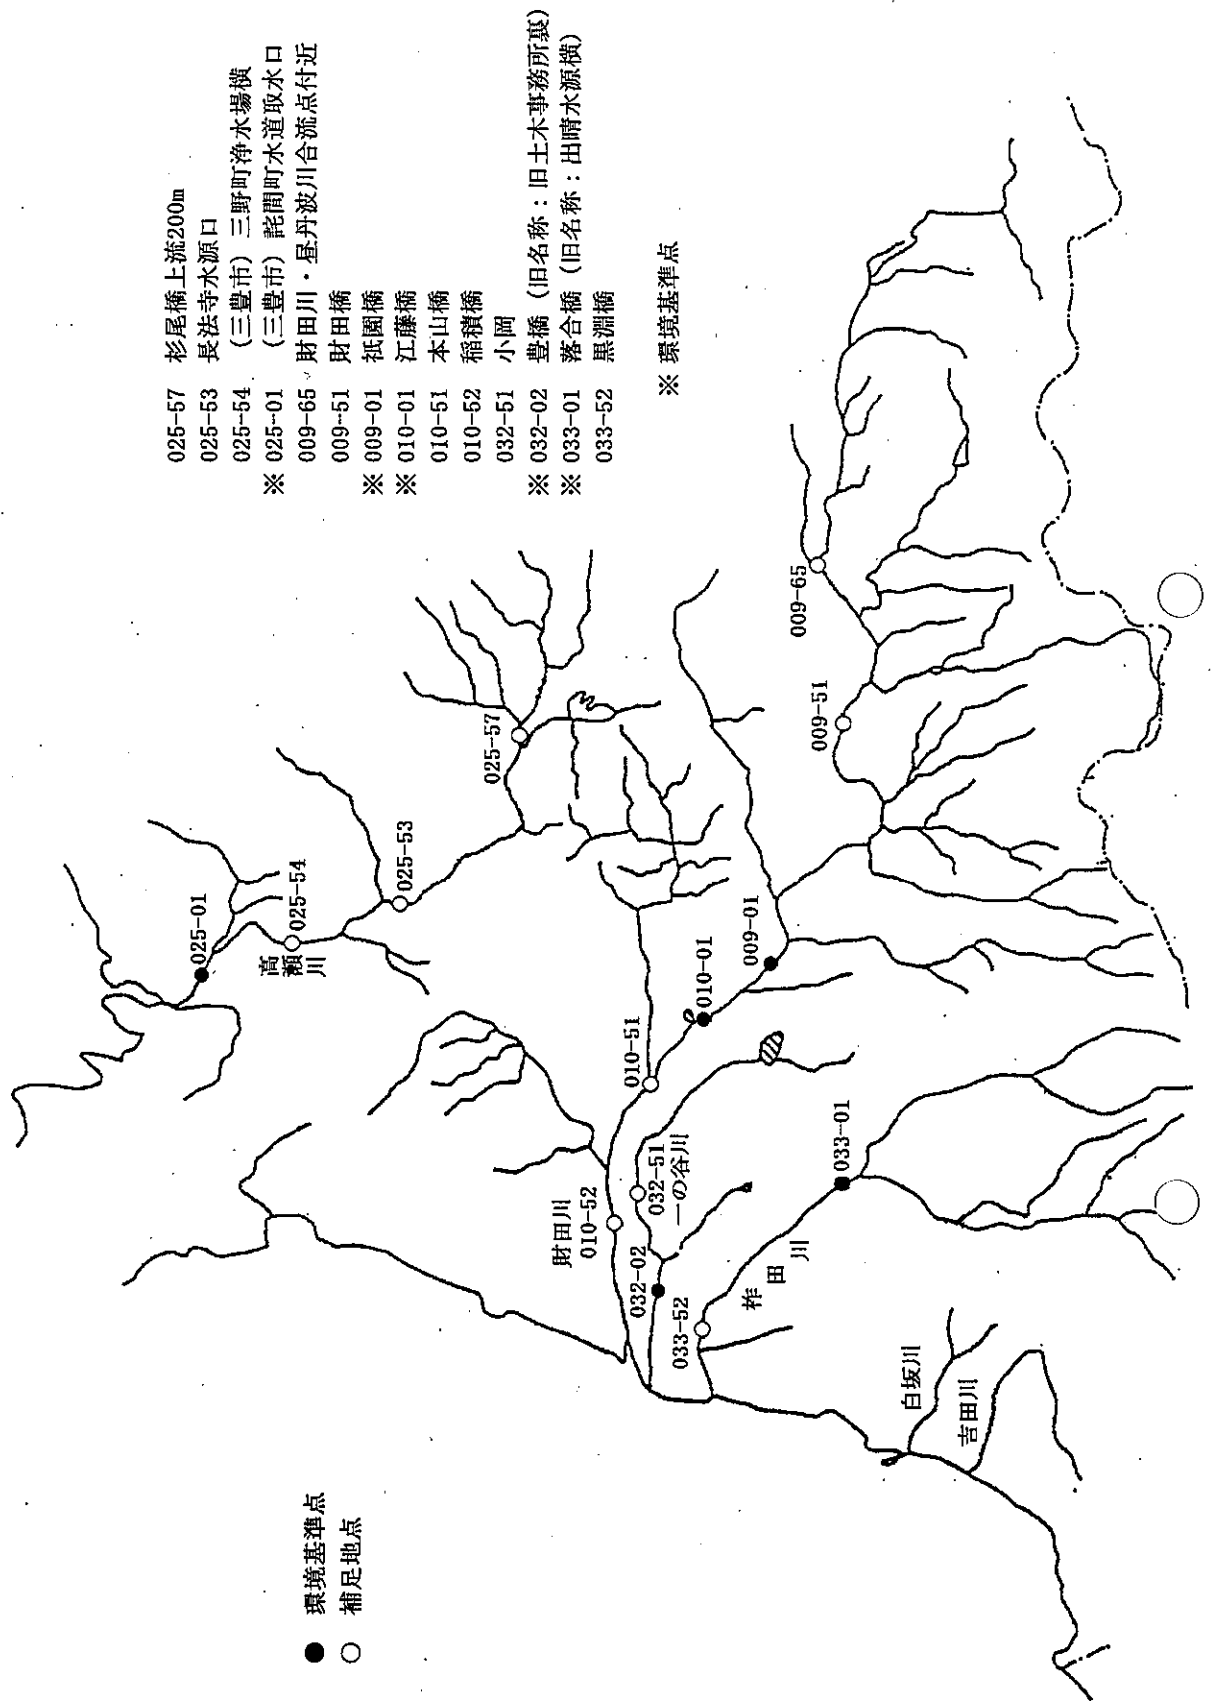 025-57 杉尾橋上流200m
025-53 長法寺水源口
025-54 (三豊市) 三野町浄水場横
※ 025-01 (三豊市) 詫間町水道取水口
009-65 財田川・昼丹波川合流点付近
009-51 財田橋
※ 009-01 祇園橋
※ 010-01 江藤橋
010-51 本山橋
010-52 稲積橋
032-51 小岡
※ 032-02 豊橋 (旧名称：旧土木事務所裏)
※ 033-01 落合橋 (旧名称：出晴水源横)
033-52 黒淵橋
※ 環境基準点
● 環境基準点
○ 補足地点
025-01
高瀬川
025-54
025-53
025-57
財田川
010-52
010-51
010-01
009-01
009-51
009-65
032-02
032-51
一の谷川
033-52
033-01
柞田川
白坂川
吉田川